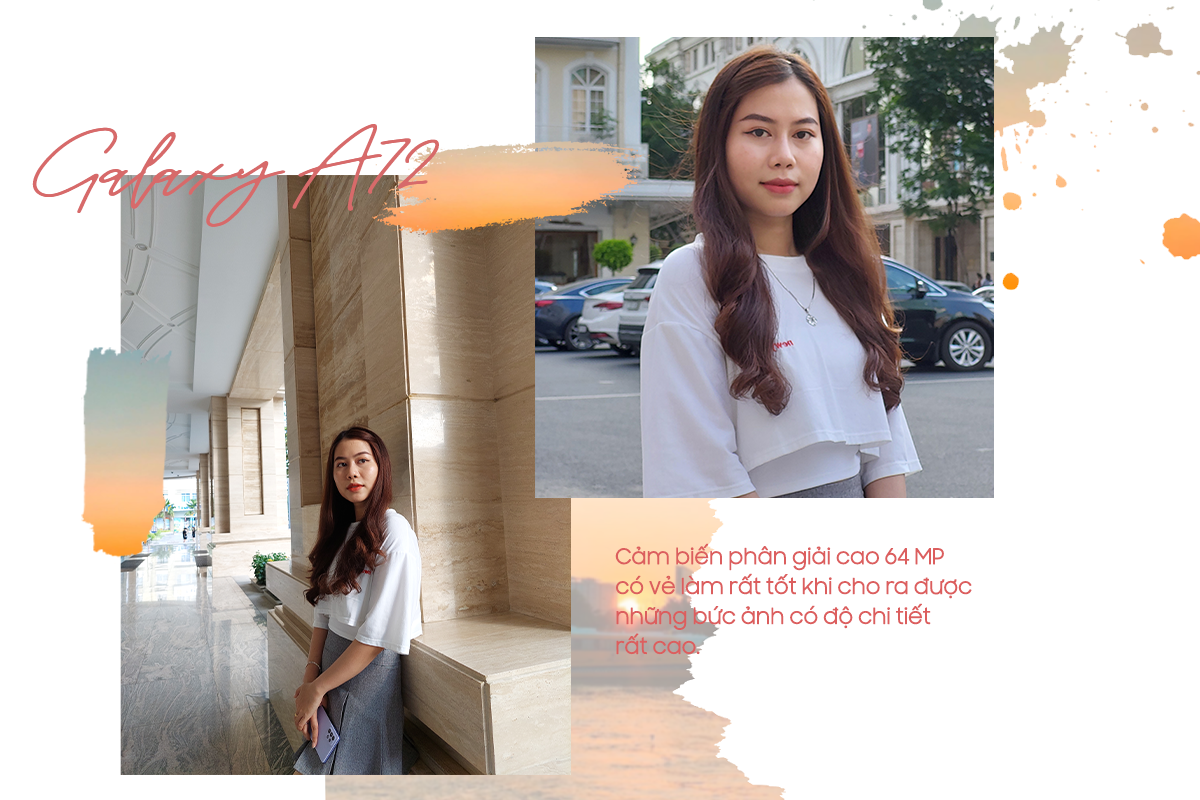 Galaxy A72
Cảm biến phân giải cao 64 MP
có vẻ làm rất tốt khi cho ra được
những bức ảnh có độ chi tiết
rất cao.